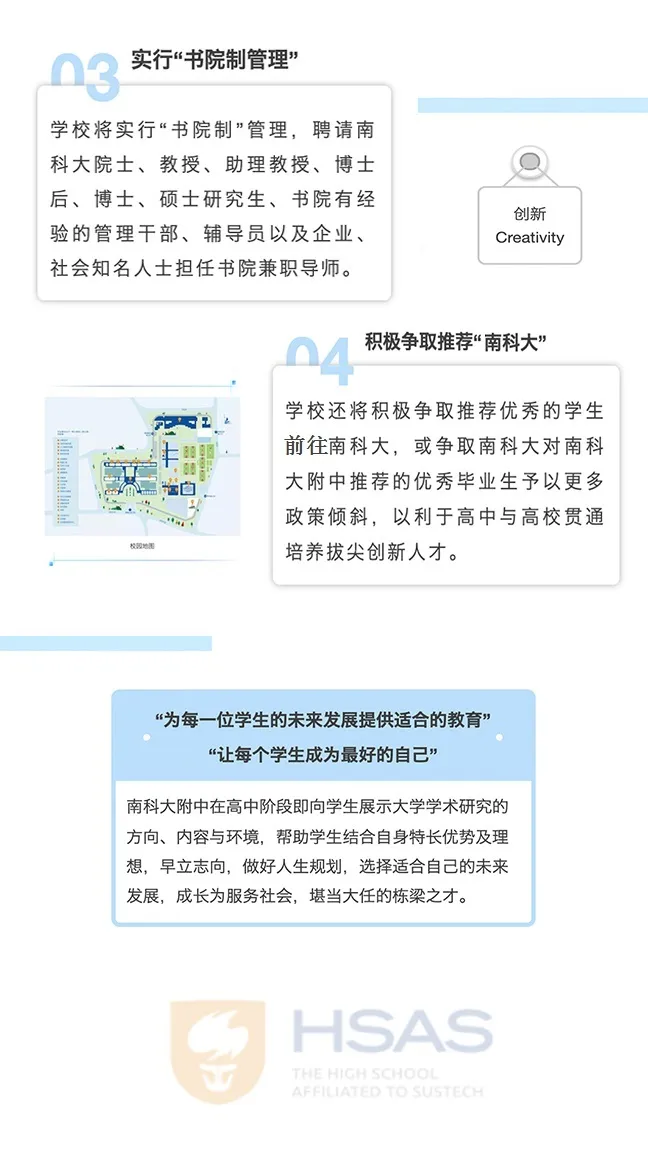 03
实行“书院制管理”
学校将实行“书院制”管理，聘请南
科大院士、教授、助理教授、博士
后、博士、硕士研究生、书院有经
验的管理干部、辅导员以及企业、
社会知名人士担任书院兼职导师。
创新
Creativity
04
积极争取推荐“南科大”
学校还将积极争取推荐优秀的学生
前往南科大，或争取南科大对南科
大附中推荐的优秀毕业生予以更多
政策倾斜，以利于高中与高校贯通
培养拔尖创新人才。
校园地图
“为每一位学生的未来发展提供适合的教育”
“让每个学生成为最好的自己”
南科大附中在高中阶段即向学生展示大学学术研究的
方向、内容与环境，帮助学生结合自身特长优势及理
想，早立志向，做好人生规划，选择适合自己的未来
发展，成长为服务社会，堪当大任的栋梁之才。
HSAS
THE HIGH SCHOOL
AFFILIATED TO SUSTECH